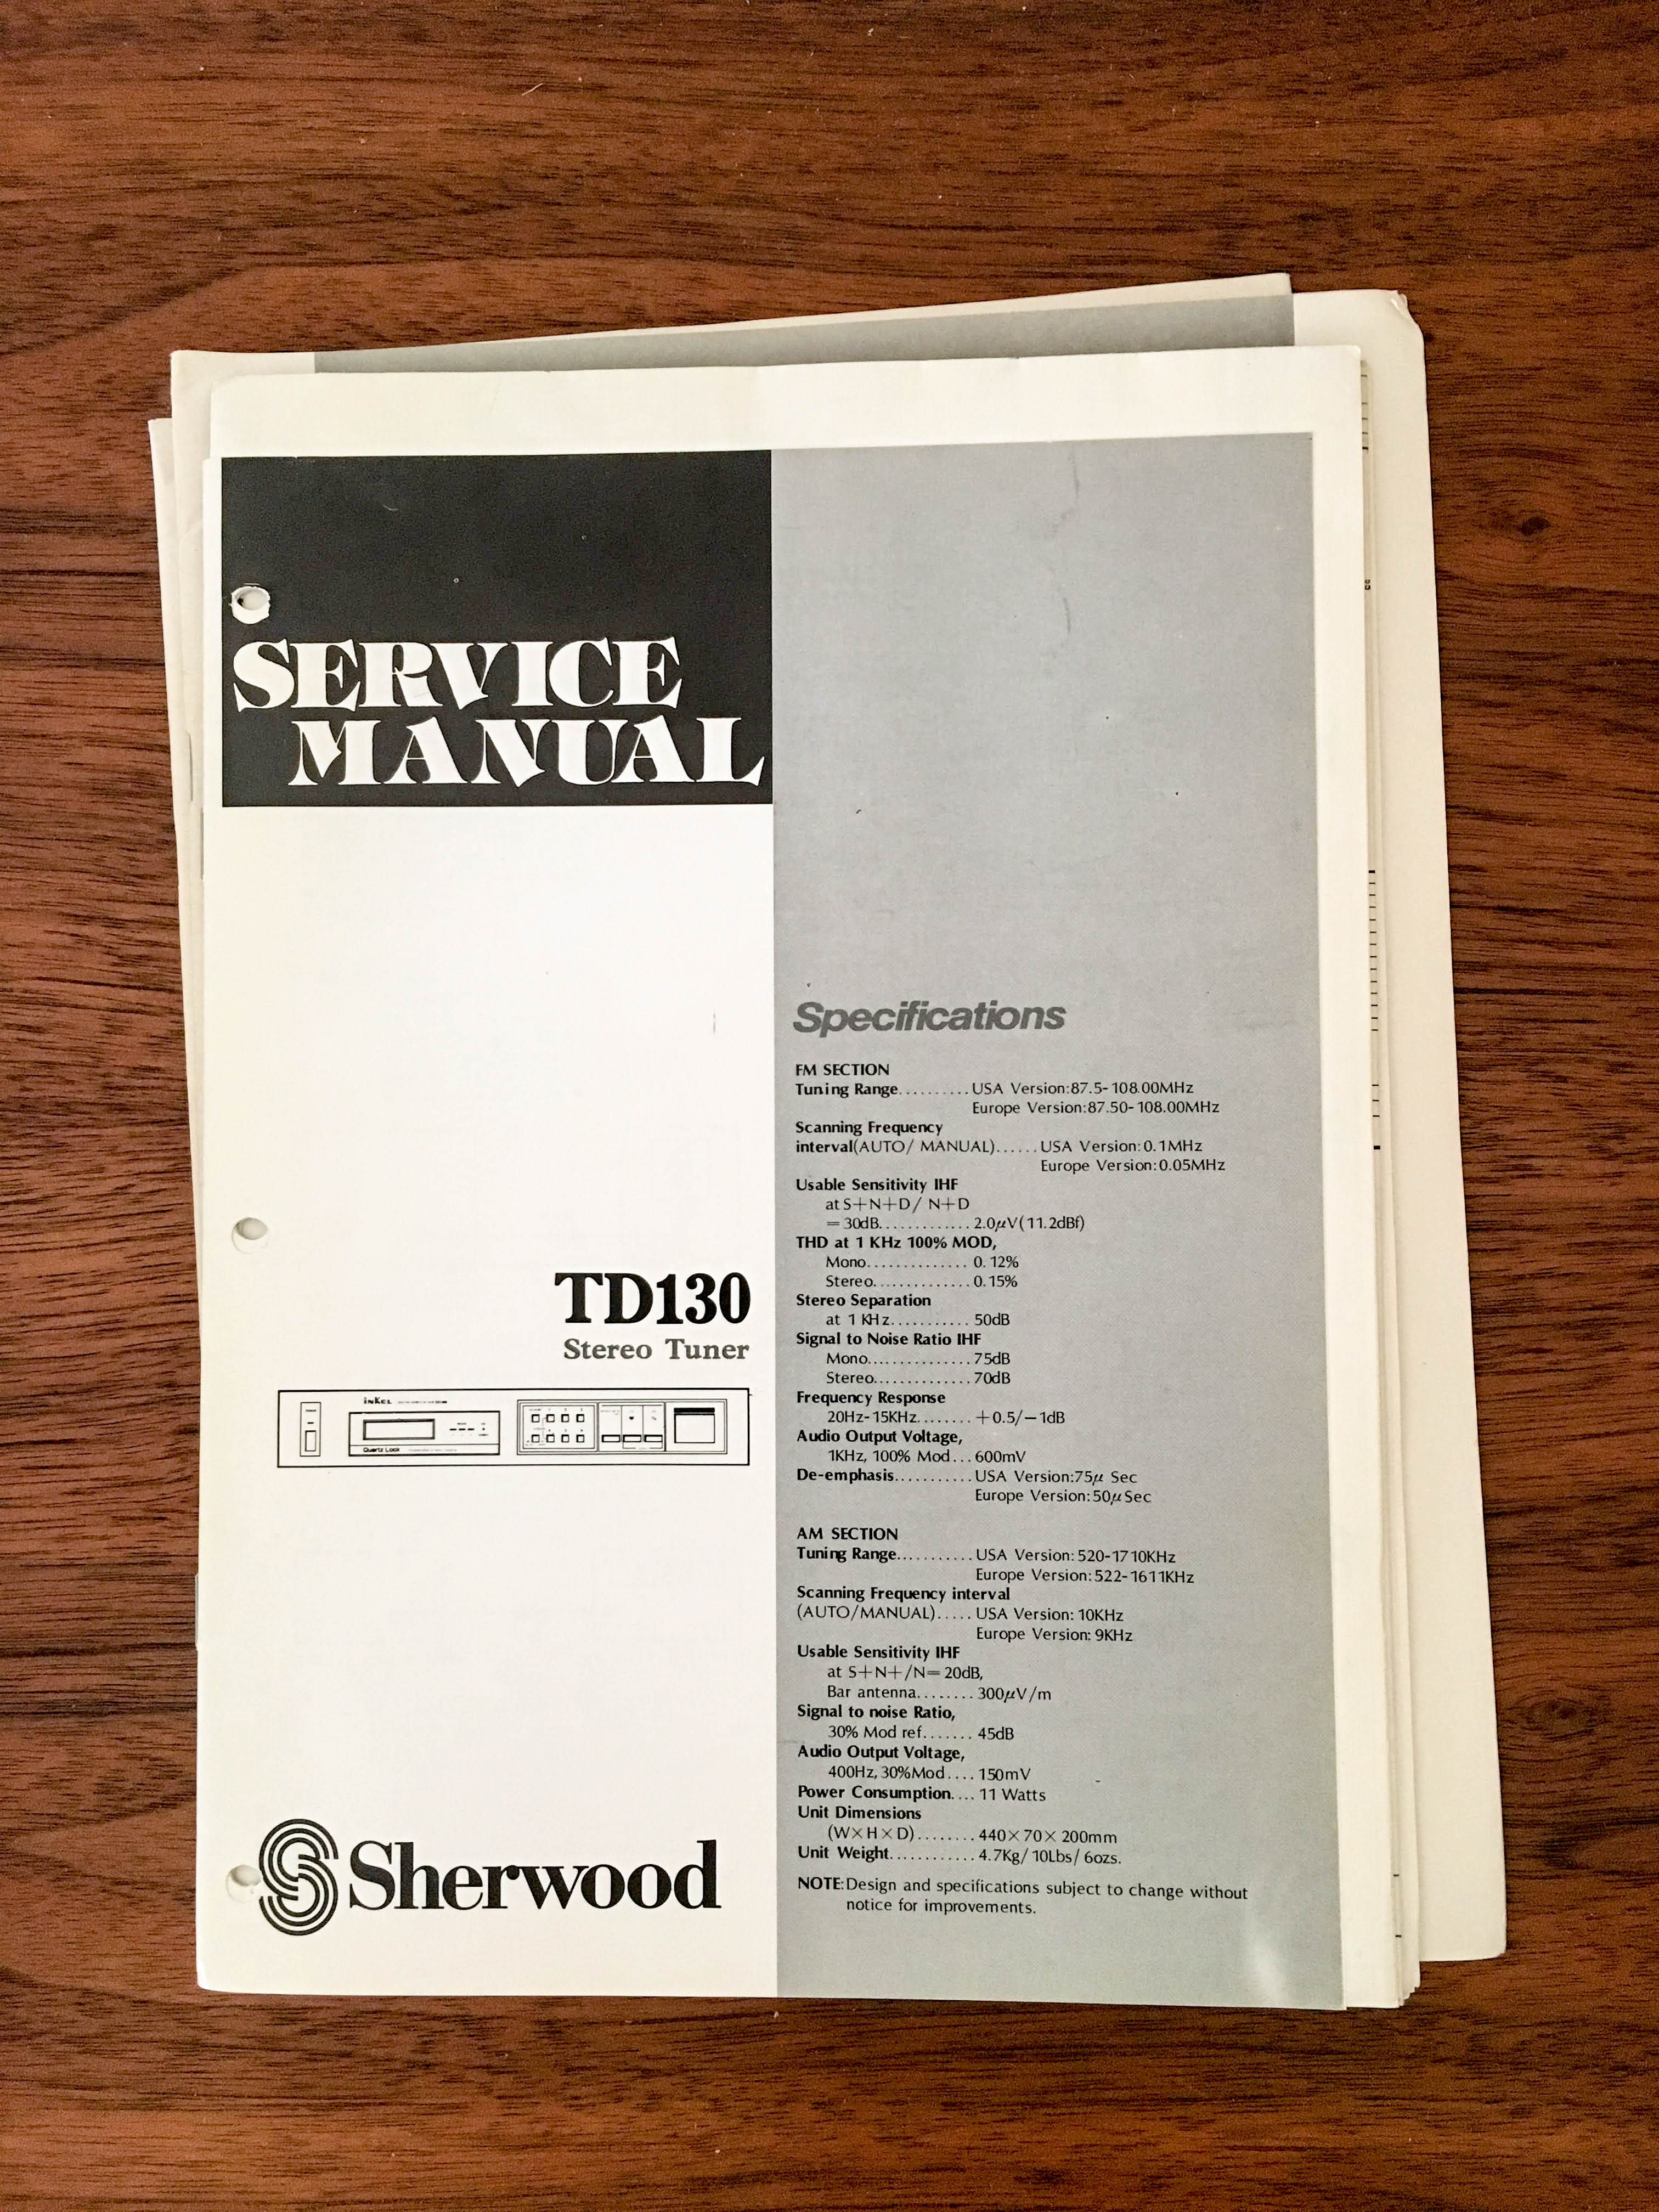 SERVICE
MANUAL
TD130
Stereo Tuner
inKEL
Quartz Lock
Sherwood
Specifications
FM SECTION
Tuning Range.......... USA Version:87.5-108.00MHz
Europe Version:87.50-108.00MHz
Scanning Frequency
interval(AUTO/ MANUAL)...... USA Version:0.1MHz
Europe Version:0.05MHz
Usable Sensitivity IHF
at S+N+D/ N+D
=30dB............. 2.0μV(11.2dBf)
THD at 1 KHz 100% MOD,
Mono.............. 0.12%
Stereo............. 0.15%
Stereo Separation
at 1 KHz........... 50dB
Signal to Noise Ratio IHF
Mono............... 75dB
Stereo.............. 70dB
Frequency Response
20Hz-15KHz........ +0.5/−1dB
Audio Output Voltage,
1KHz, 100% Mod... 600mV
De-emphasis........... USA Version:75μ Sec
Europe Version:50μ Sec
AM SECTION
Tuning Range........... USA Version:520-1710KHz
Europe Version:522-1611KHz
Scanning Frequency interval
(AUTO/MANUAL)..... USA Version: 10KHz
Europe Version: 9KHz
Usable Sensitivity IHF
at S+N+/N=20dB,
Bar antenna........ 300μV/m
Signal to noise Ratio,
30% Mod ref....... 45dB
Audio Output Voltage,
400Hz, 30%Mod.... 150mV
Power Consumption.... 11 Watts
Unit Dimensions
(W×H×D)........ 440×70×200mm
Unit Weight............ 4.7Kg/ 10Lbs/ 6ozs.
NOTE:Design and specifications subject to change without
notice for improvements.